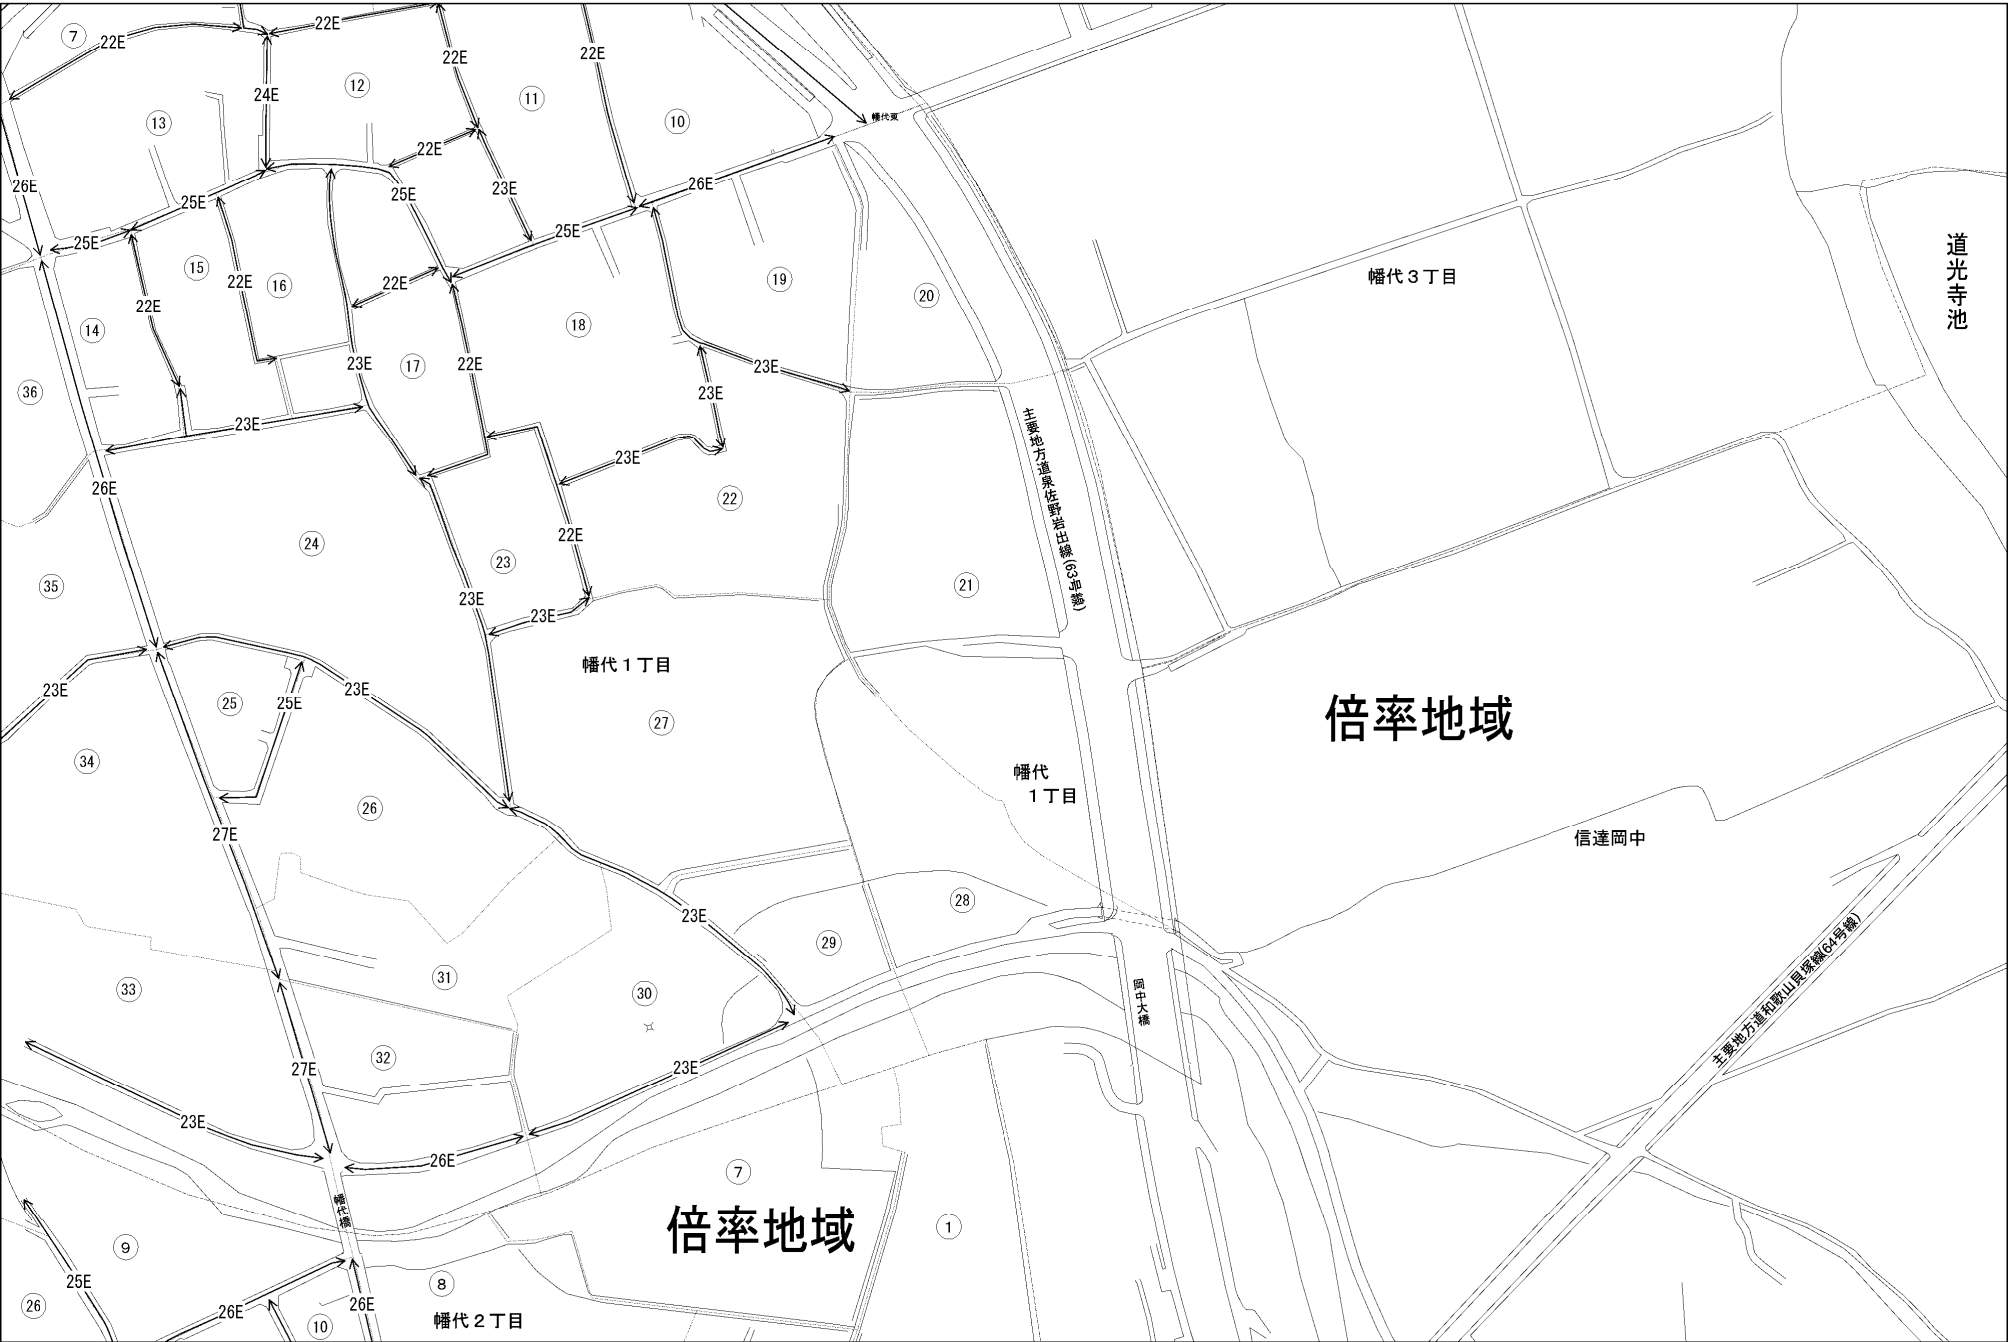 7
22E
22E
22E
22E
24E
12
11
10
幡代東
13
22E
26E
25E
23E
25E
26E
25E
25E
15
16
22E
22E
22E
14
18
19
20
幡代3丁目
道光寺池
36
23E
17
22E
23E
23E
23E
26E
23E
22
主要地方道泉佐野岩出線(63号線)
24
22E
23
35
23E
23E
21
幡代1丁目
23E
25
25E
23E
27
倍率地域
34
26
幡代
1丁目
27E
信達岡中
28
23E
29
33
31
30
岡中大橋
主要地方道和歌山貝塚線(64号線)
32
27E
23E
23E
26E
7
幡代橋
倍率地域
1
9
25E
8
26
26E
10
26E
幡代2丁目